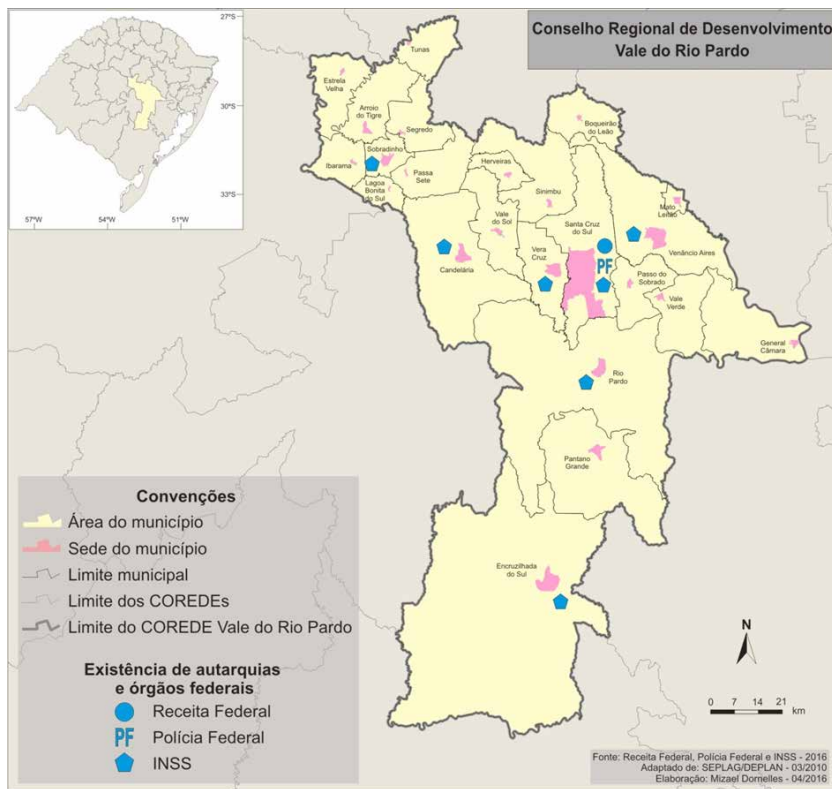 Conselho Regional de Desenvolvimento
Vale do Rio Pardo
27°S
30°S
33°S
57°W
54°W
51°W
Tunas
Estrela
Velha
Arroio
do Tigre
Segredo
Sobradinho
Ibarama
Passa
Sete
Lagoa
Bonita
do Sul
Boqueirão
do Leão
Herveiras
Sinimbu
Mato
Leitão
Vale
do Sol
Santa Cruz
do Sul
Vera
Cruz
Venâncio Aires
Candelária
PF
Passo do
Sobrado
Vale
Verde
General
Câmara
Rio
Pardo
Pantano
Grande
Encruzilhada
do Sul
Convenções
Área do município
Sede do município
Limite municipal
Limite dos COREDEs
Limite do COREDE Vale do Rio Pardo
Existência de autarquias
e órgãos federais
Receita Federal
PF Polícia Federal
INSS
N
0 7 14 21
km
Fonte: Receita Federal, Polícia Federal e INSS - 2016
Adaptado de: SEPLAG/DEPLAN - 03/2010
Elaboração: Mizael Dornelles - 04/2016